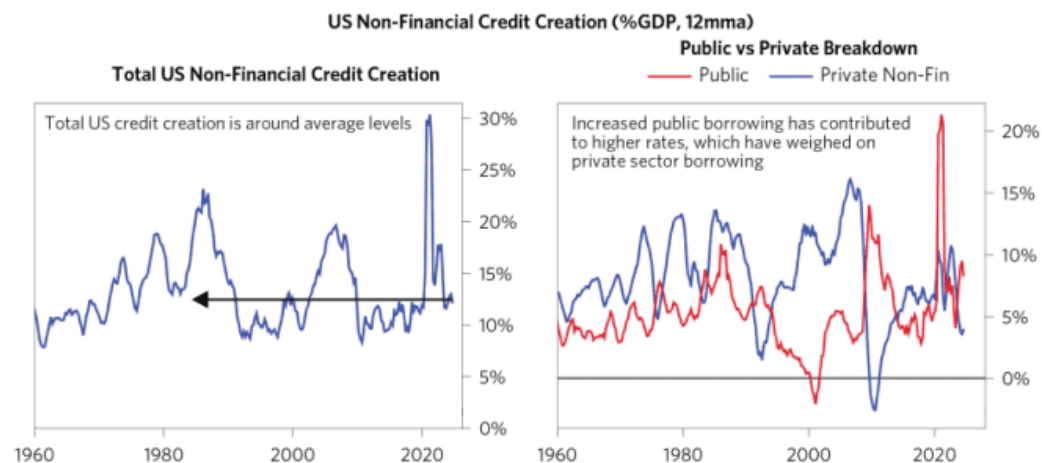 US Non-Financial Credit Creation (%GDP, 12mma)
Total US Non-Financial Credit Creation
Total US credit creation is around average levels
30%
25%
20%
15%
10%
5%
0%
1960 1980 2000 2020
Public vs Private Breakdown
Public Private Non-Fin
Increased public borrowing has contributed
to higher rates, which have weighed on
private sector borrowing
20%
15%
10%
5%
0%
1960 1980 2000 2020